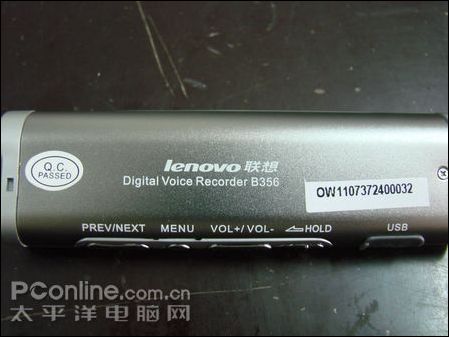 Q.C.
PASSED
lenovo联想
Digital Voice Recorder B356
OW1107372400032
PREV/NEXT MENU VOL+/VOL- HOLD USB
PConline.com.cn
太平洋电脑网